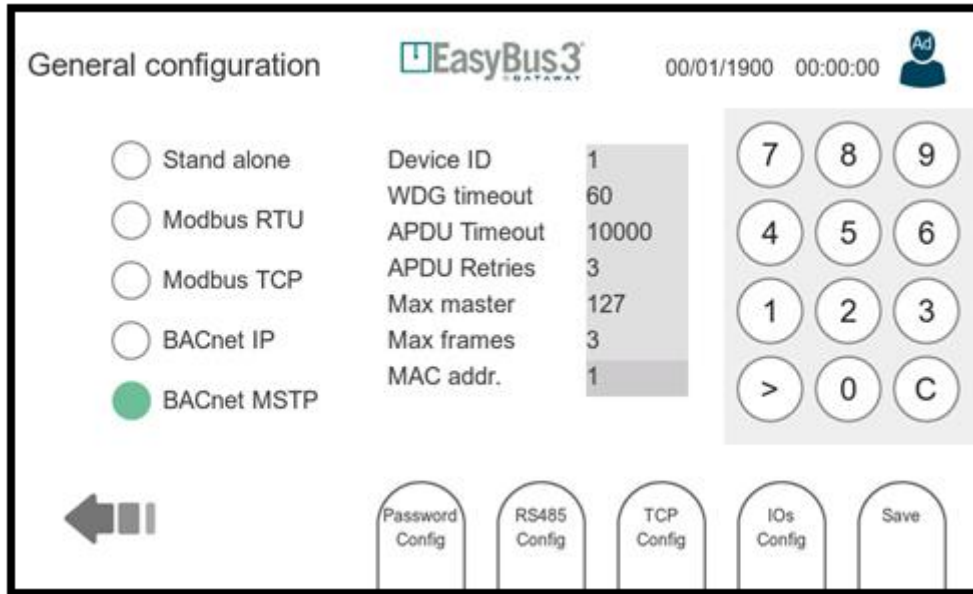 General configuration
EasyBus3
GATAWAY
00/01/1900 00:00:00
Ad
Stand alone
Modbus RTU
Modbus TCP
BACnet IP
BACnet MSTP
Device ID 1
WDG timeout 60
APDU Timeout 10000
APDU Retries 3
Max master 127
Max frames 3
MAC addr. 1
7 8 9
4 5 6
1 2 3
> 0 C
Password
Config
RS485
Config
TCP
Config
IOs
Config
Save